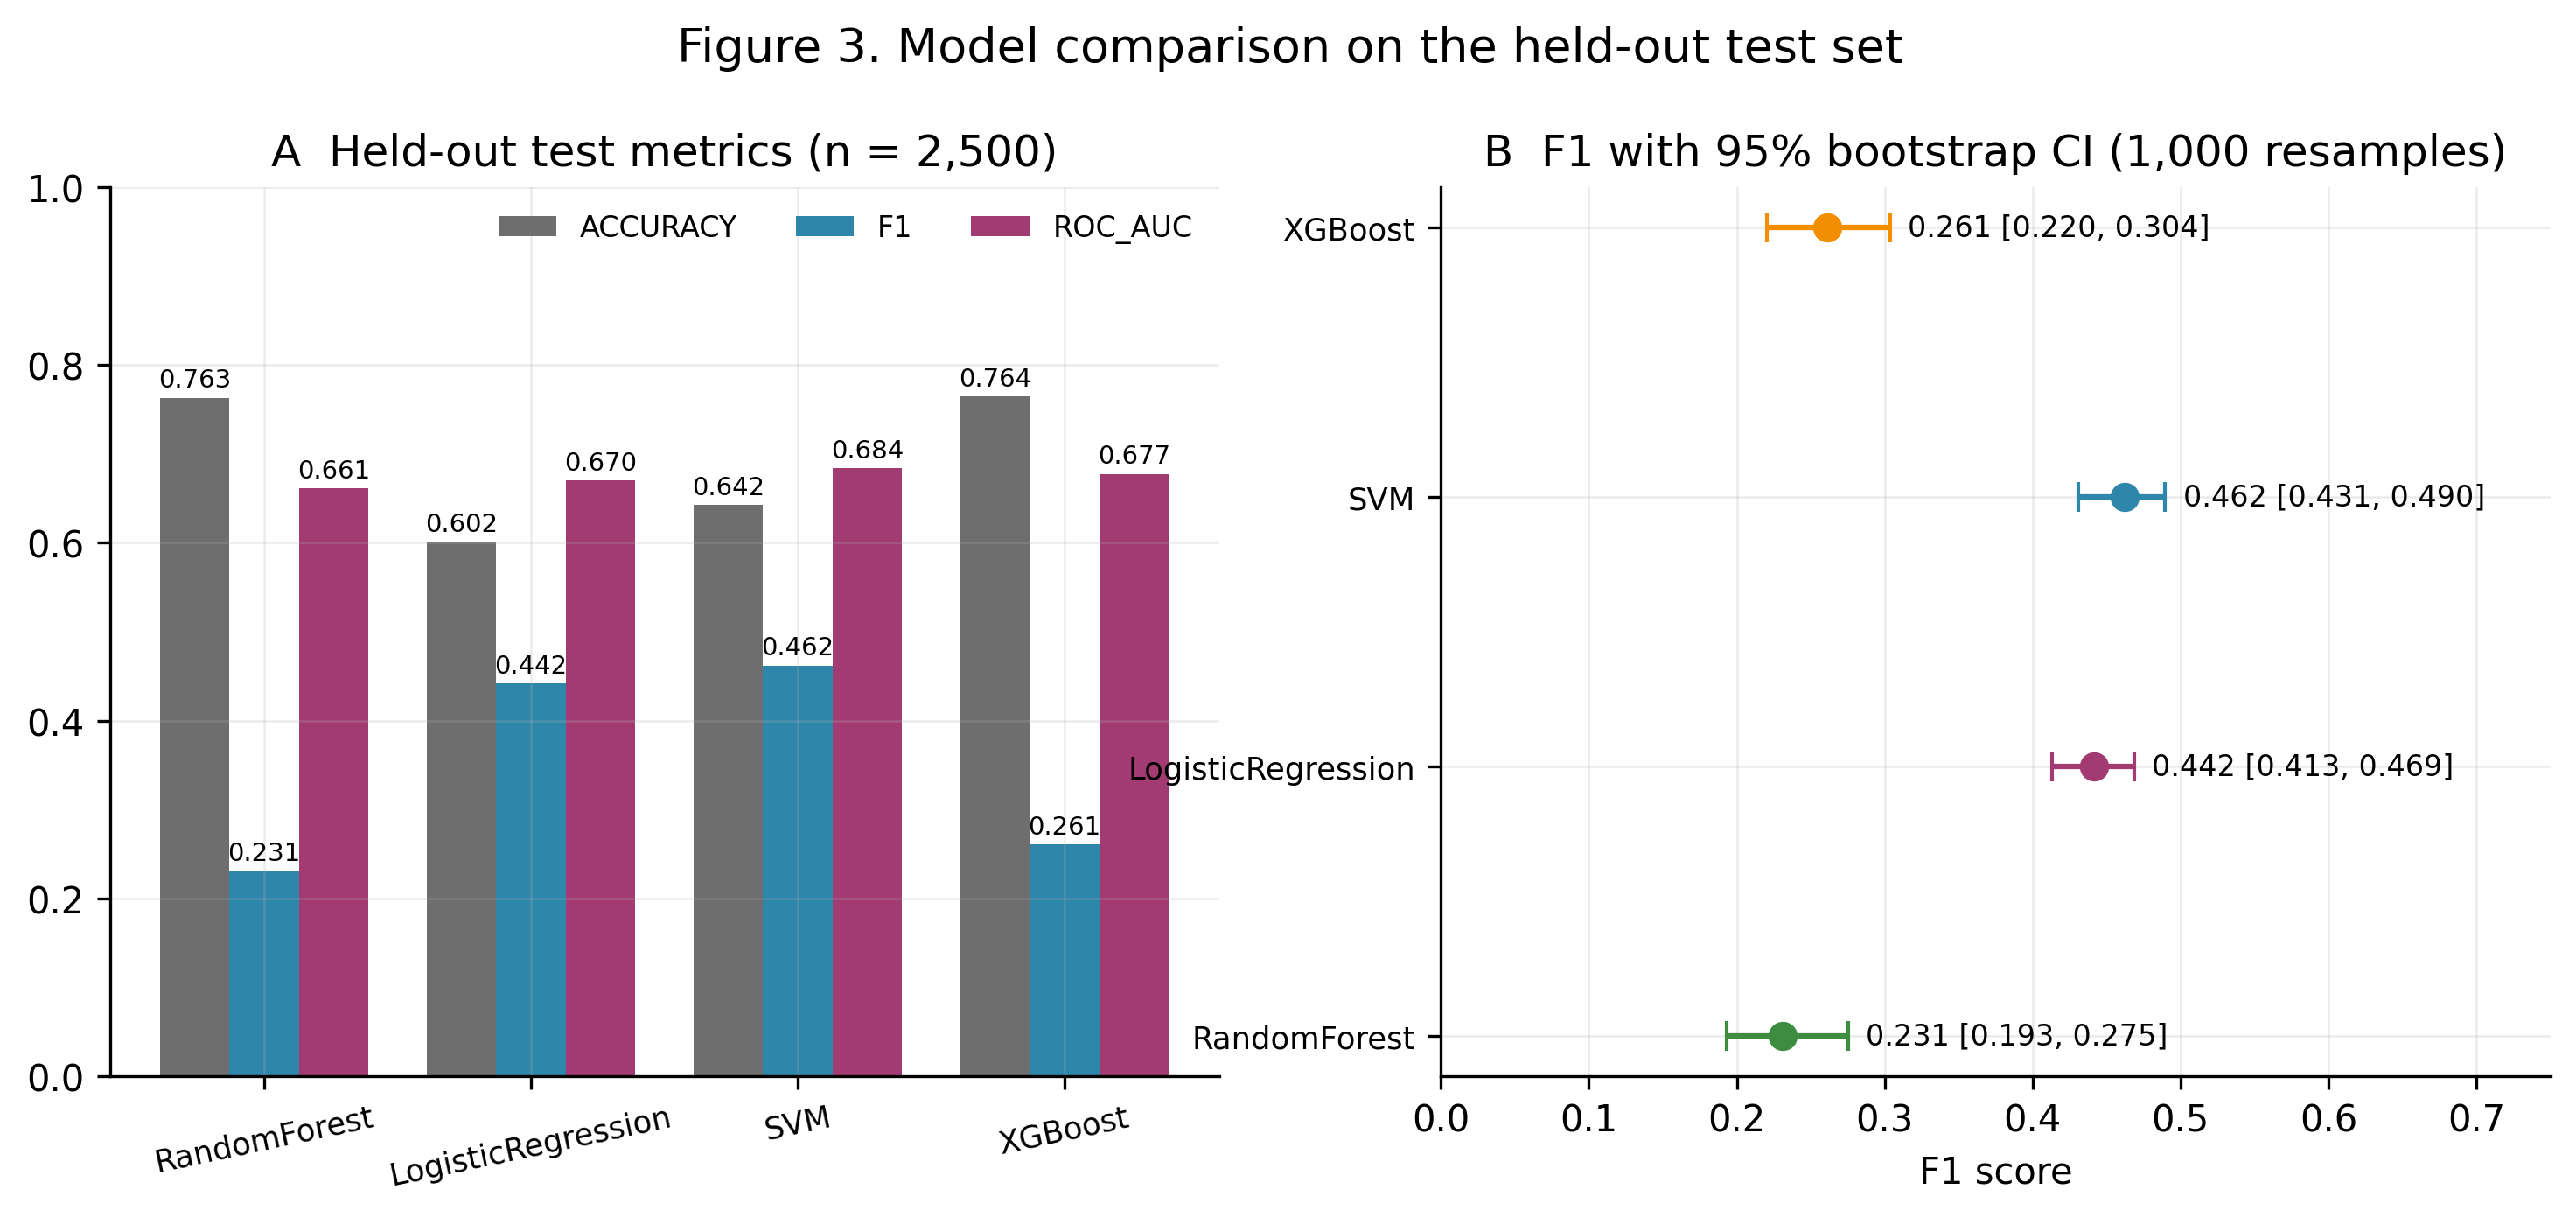 Figure 3. Model comparison on the held-out test set
A Held-out test metrics (n = 2,500)
1.0
0.8
0.6
0.4
0.2
0.0
ACCURACY F1 ROC_AUC
0.763
0.231
0.661
0.602
0.442
0.670
0.642
0.462
0.684
0.764
0.261
0.677
RandomForest
LogisticRegression
SVM
XGBoost
B F1 with 95% bootstrap CI (1,000 resamples)
XGBoost
0.261 [0.220, 0.304]
SVM
0.462 [0.431, 0.490]
LogisticRegression
0.442 [0.413, 0.469]
RandomForest
0.231 [0.193, 0.275]
0.0 0.1 0.2 0.3 0.4 0.5 0.6 0.7
F1 score